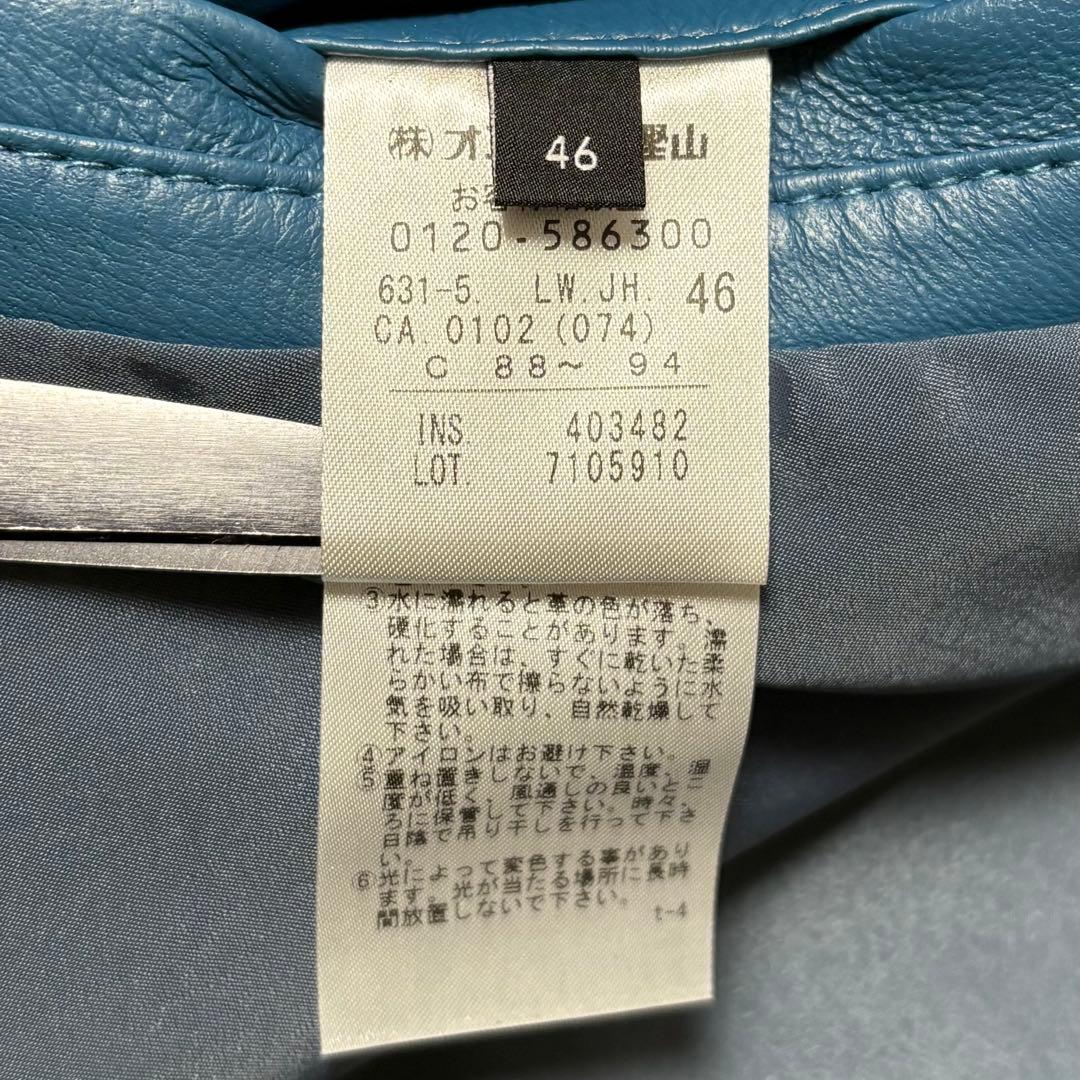 ㈱オ 樫山
46
お客
0120-586300
631-5. LW.JH. 46
CA.0102(074)
C 88～ 94
INS. 403482
LOT. 7105910
③水に濡れると革の色が落ち、
硬化することがあります。濡
れた場合は、すぐに乾いた柔
らかい布で擦らないように水
気を吸い取り、自然乾燥して
下さい。
④アイロンはお避け下さい。
⑤重ね置きしないで、温度、湿
度が低く、風通しの良いとこ
ろに保管して下さい。時々、
日陰で吊り干しを行って下さ
い。
⑥光によって変色する事があり
ます。光が当たる場所に長時
間放置しないで下さい。
t-4